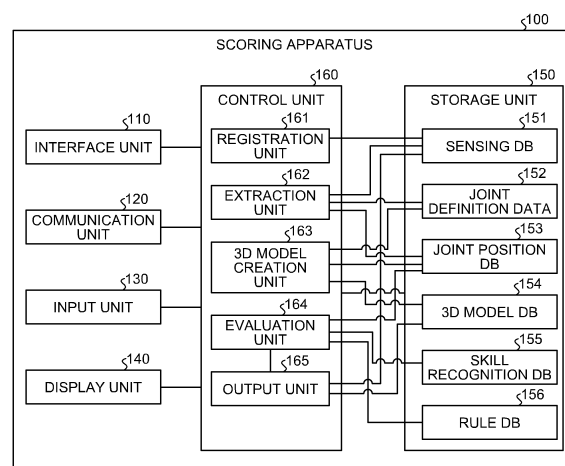 100
SCORING APPARATUS
110
INTERFACE UNIT
120
COMMUNICATION
UNIT
130
INPUT UNIT
140
DISPLAY UNIT
160
CONTROL UNIT
161
REGISTRATION
UNIT
162
EXTRACTION
UNIT
163
3D MODEL
CREATION
UNIT
164
EVALUATION
UNIT
165
OUTPUT UNIT
150
STORAGE UNIT
151
SENSING DB
152
JOINT
DEFINITION DATA
153
JOINT POSITION
DB
154
3D MODEL DB
155
SKILL
RECOGNITION DB
156
RULE DB